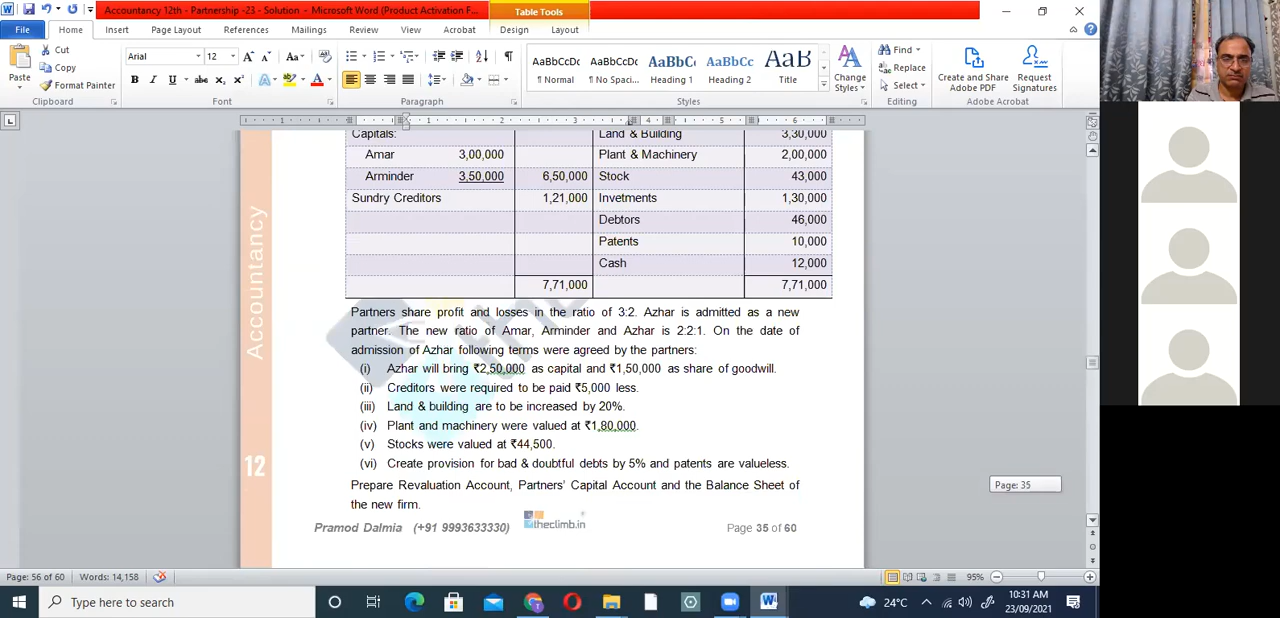 Accountancy 12th - Partnership -23 - Solution - Microsoft Word (Product Activation F...
Table Tools
File Home Insert Page Layout References Mailings Review View Acrobat Design Layout
Paste
Cut
Copy
Format Painter
Clipboard
Arial 12
Font
Paragraph
AaBbCcDc AaBbCcDc AaBbCc AaBbCc AaB
¶ Normal ¶ No Spaci... Heading 1 Heading 2 Title
Change Styles
Styles
Find
Replace
Select
Editing
Create and Share Adobe PDF
Request Signatures
Adobe Acrobat
Capitals: Land & Building 3,30,000
Amar 3,00,000 Plant & Machinery 2,00,000
Arminder 3,50,000 6,50,000 Stock 43,000
Sundry Creditors 1,21,000 Invetments 1,30,000
Debtors 46,000
Patents 10,000
Cash 12,000
7,71,000 7,71,000
Partners share profit and losses in the ratio of 3:2. Azhar is admitted as a new
partner. The new ratio of Amar, Arminder and Azhar is 2:2:1. On the date of
admission of Azhar following terms were agreed by the partners:
(i) Azhar will bring ₹2,50,000 as capital and ₹1,50,000 as share of goodwill.
(ii) Creditors were required to be paid ₹5,000 less.
(iii) Land & building are to be increased by 20%.
(iv) Plant and machinery were valued at ₹1,80,000.
(v) Stocks were valued at ₹44,500.
(vi) Create provision for bad & doubtful debts by 5% and patents are valueless.
Prepare Revaluation Account, Partners' Capital Account and the Balance Sheet of
the new firm.
Accountancy
12
Page: 35
Pramod Dalmia (+91 9993633330) theclimb.in Page 35 of 60
Page: 56 of 60 Words: 14,158 95%
Type here to search
24°C
10:31 AM
23/09/2021